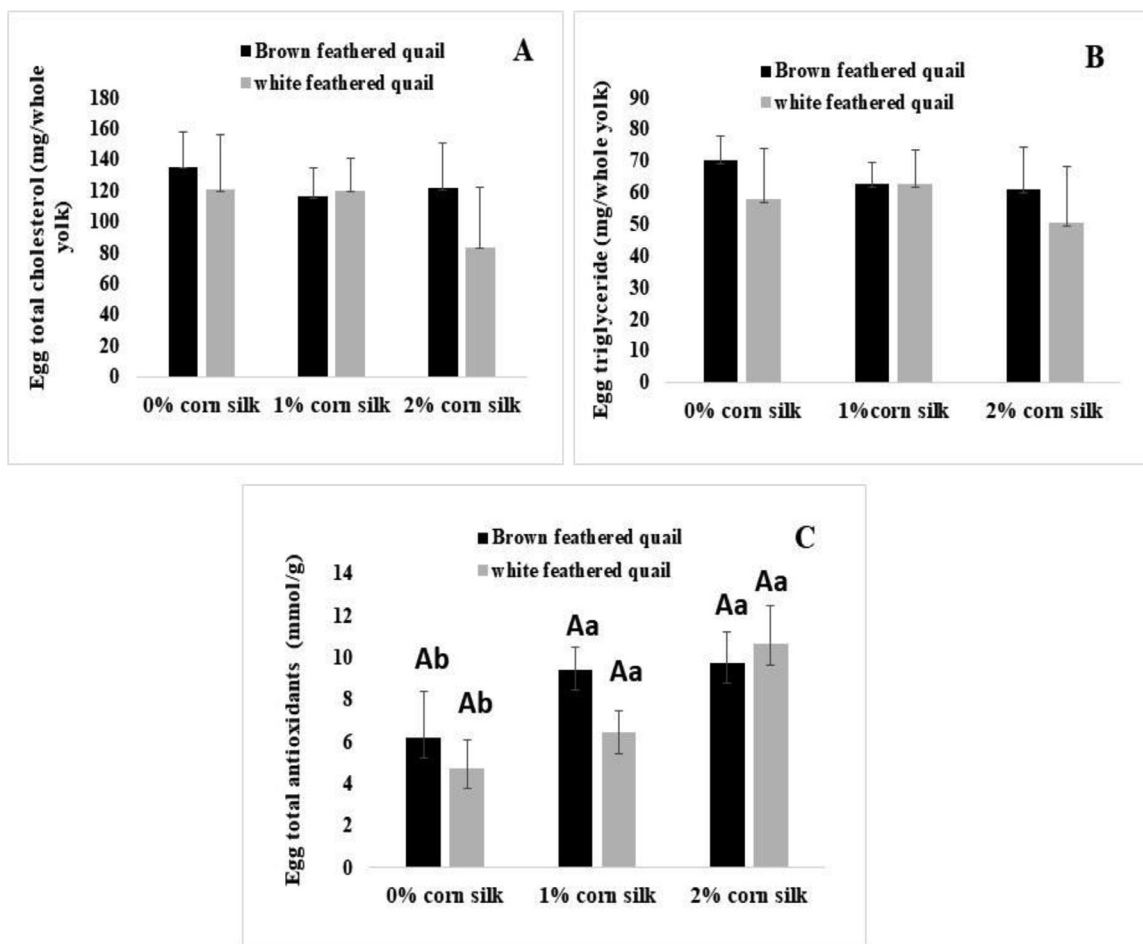 Brown feathered quail
white feathered quail
A
Egg total cholesterol (mg/whole
yolk)
180
160
140
120
100
80
60
40
20
0
0% corn silk 1% corn silk 2% corn silk
Brown feathered quail
white feathered quail
B
Egg triglyceride (mg/whole yolk)
90
80
70
60
50
40
30
20
10
0
0% corn silk 1%corn silk 2% corn silk
Brown feathered quail
white feathered quail
C
Egg total antioxidants (mmol/g)
14
12
10
8
6
4
2
0
Ab
Ab
Aa
Aa
Aa
Aa
0% corn silk 1% corn silk 2% corn silk